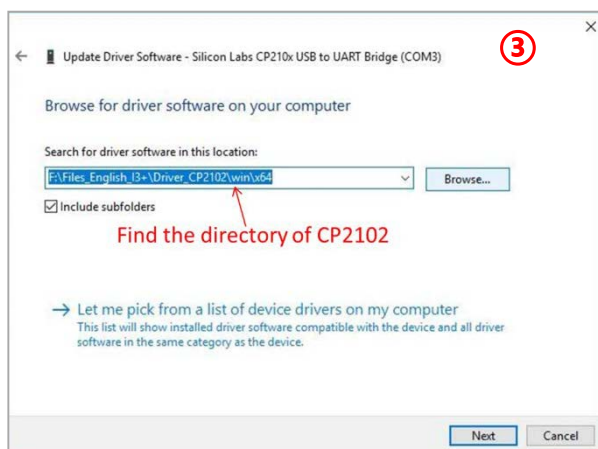 ③
Update Driver Software - Silicon Labs CP210x USB to UART Bridge (COM3)
Browse for driver software on your computer
Search for driver software in this location:
F:\Files_English_I3+\Driver_CP2102\win\x64
Browse...
Include subfolders
Find the directory of CP2102
Let me pick from a list of device drivers on my computer
This list will show installed driver software compatible with the device and all driver
software in the same category as the device.
Next
Cancel